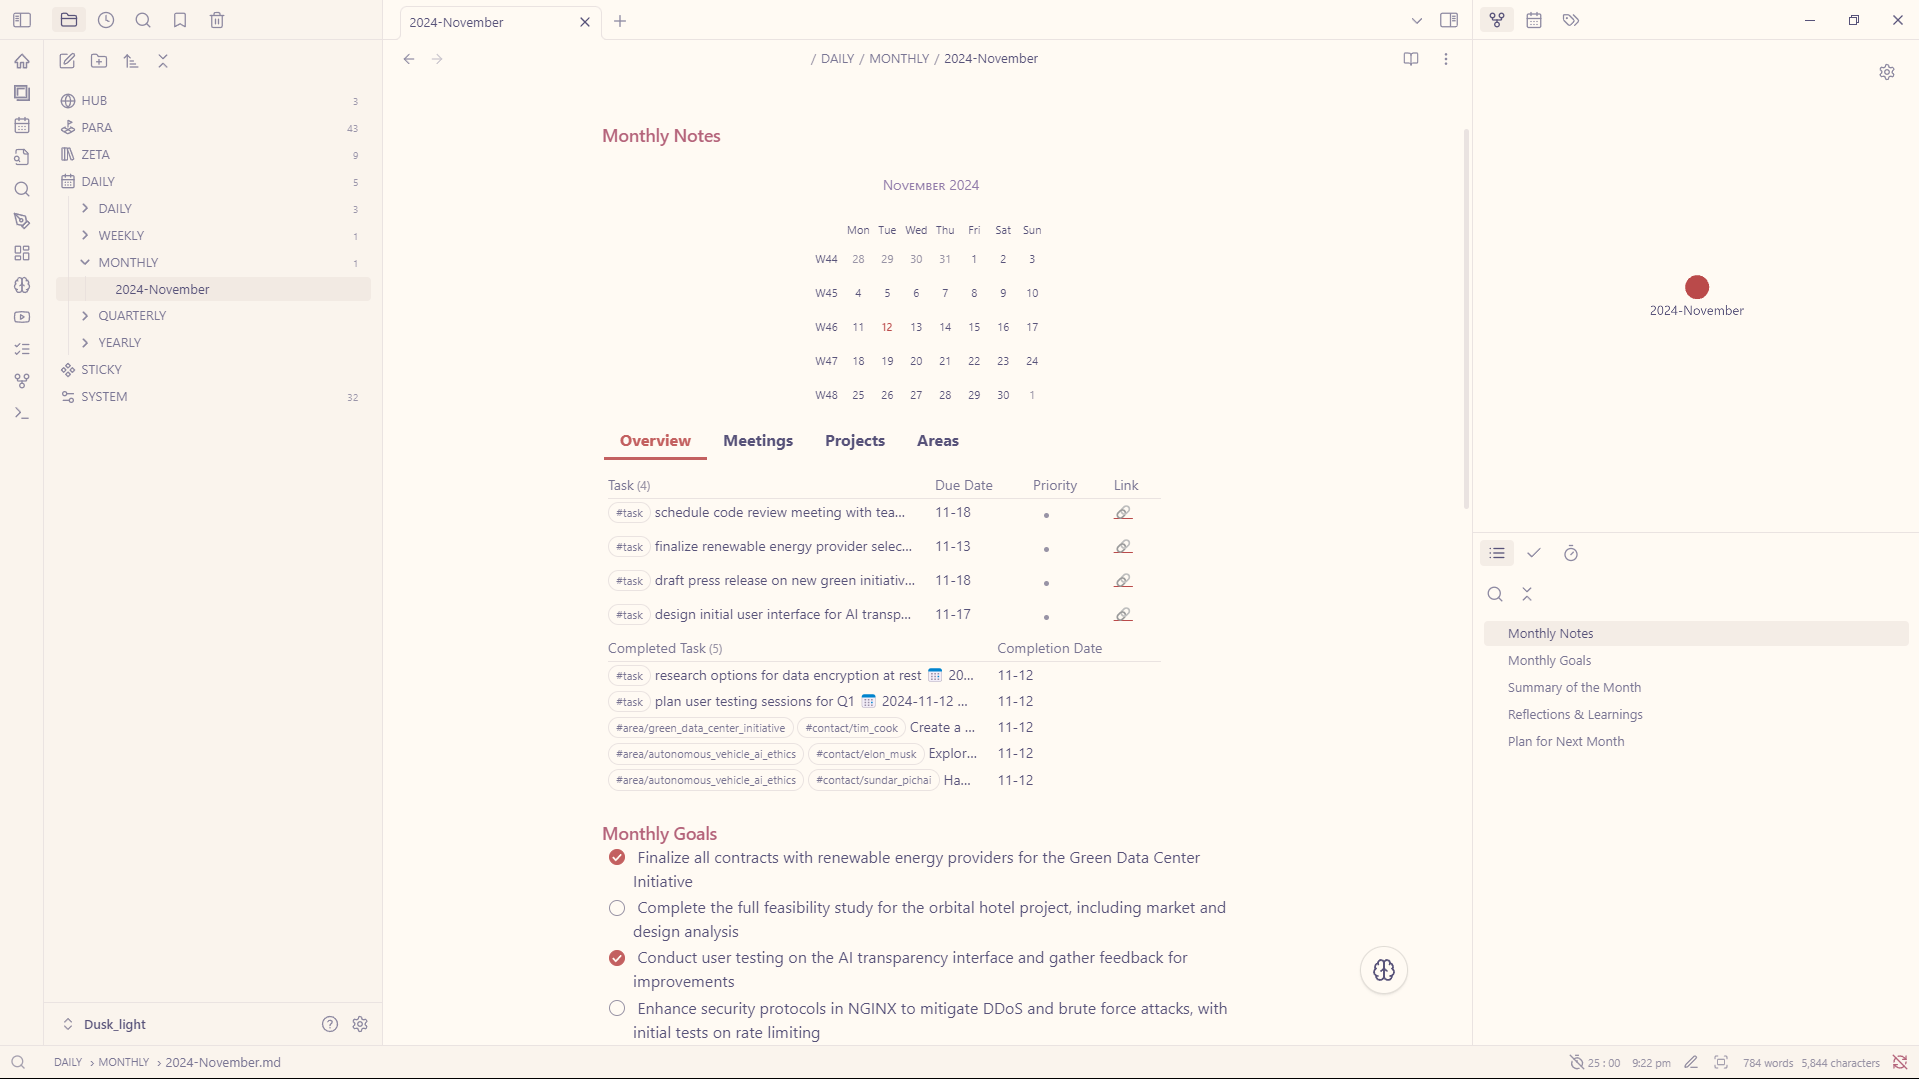 2024-November
/ DAILY / MONTHLY / 2024-November
HUB 3
PARA 43
ZETA 9
DAILY 5
DAILY 3
WEEKLY 1
MONTHLY 1
2024-November
QUARTERLY
YEARLY
STICKY
SYSTEM 32
Dusk_light
Monthly Notes
November 2024
Mon Tue Wed Thu Fri Sat Sun
W44 28 29 30 31 1 2 3
W45 4 5 6 7 8 9 10
W46 11 12 13 14 15 16 17
W47 18 19 20 21 22 23 24
W48 25 26 27 28 29 30 1
Overview Meetings Projects Areas
Task (4) Due Date Priority Link
#task schedule code review meeting with tea... 11-18
#task finalize renewable energy provider selec... 11-13
#task draft press release on new green initiativ... 11-18
#task design initial user interface for AI transp... 11-17
Completed Task (5) Completion Date
#task research options for data encryption at rest 20... 11-12
#task plan user testing sessions for Q1 2024-11-12 ... 11-12
#area/green_data_center_initiative #contact/tim_cook Create a ... 11-12
#area/autonomous_vehicle_ai_ethics #contact/elon_musk Explor... 11-12
#area/autonomous_vehicle_ai_ethics #contact/sundar_pichai Ha... 11-12
Monthly Goals
Finalize all contracts with renewable energy providers for the Green Data Center
Initiative
Complete the full feasibility study for the orbital hotel project, including market and
design analysis
Conduct user testing on the AI transparency interface and gather feedback for
improvements
Enhance security protocols in NGINX to mitigate DDoS and brute force attacks, with
initial tests on rate limiting
2024-November
Monthly Notes
Monthly Goals
Summary of the Month
Reflections & Learnings
Plan for Next Month
DAILY › MONTHLY › 2024-November.md
25 : 00 9:22 pm 784 words 5,844 characters